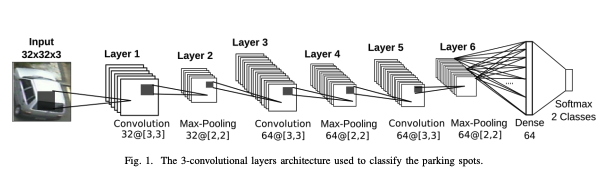 Input
32x32x3
Layer 1
Layer 2
Layer 3
Layer 4
Layer 5
Layer 6
Convolution
32@[3,3]
Max-Pooling
32@[2,2]
Convolution
64@[3,3]
Max-Pooling
64@[2,2]
Convolution
64@[3,3]
Max-Pooling
64@[2,2]
Dense
64
....
Softmax
2 Classes
Fig. 1. The 3-convolutional layers architecture used to classify the parking spots.